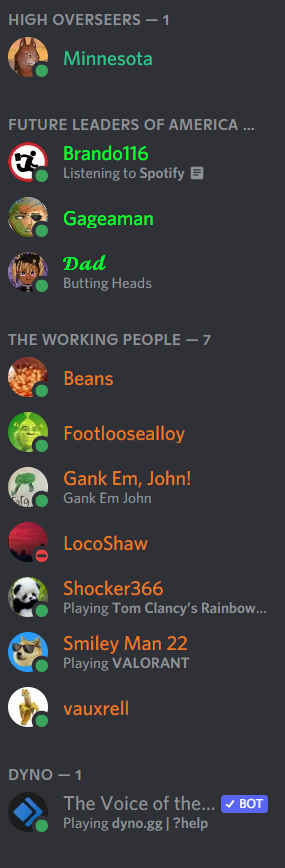 HIGH OVERSEERS — 1
Minnesota
FUTURE LEADERS OF AMERICA ...
Brando116
Listening to Spotify
Gageaman
Dad
Butting Heads
THE WORKING PEOPLE — 7
Beans
Footloosealloy
Gank Em, John!
Gank Em John
LocoShaw
Shocker366
Playing Tom Clancy's Rainbow...
Smiley Man 22
Playing VALORANT
vauxrell
DYNO — 1
The Voice of the... ✓ BOT
Playing dyno.gg | ?help